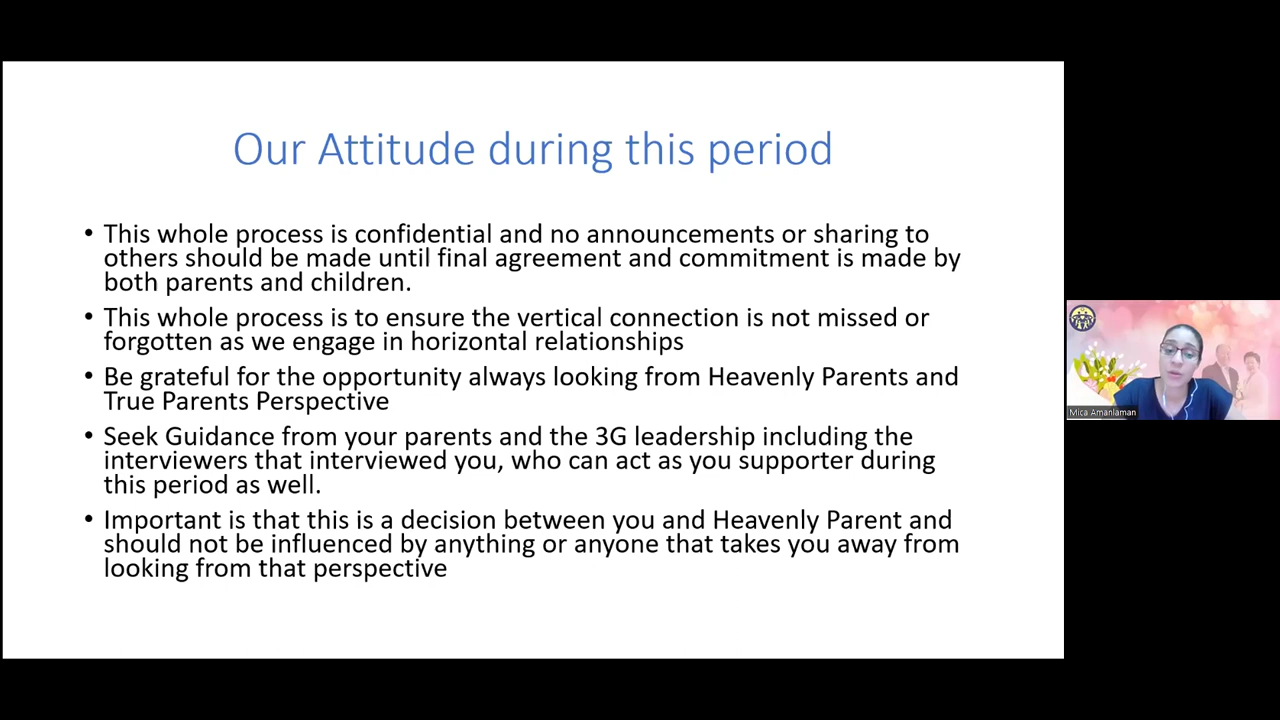 Our Attitude during this period
• This whole process is confidential and no announcements or sharing to
others should be made until final agreement and commitment is made by
both parents and children.
• This whole process is to ensure the vertical connection is not missed or
forgotten as we engage in horizontal relationships
• Be grateful for the opportunity always looking from Heavenly Parents and
True Parents Perspective
• Seek Guidance from your parents and the 3G leadership including the
interviewers that interviewed you, who can act as you supporter during
this period as well.
• Important is that this is a decision between you and Heavenly Parent and
should not be influenced by anything or anyone that takes you away from
looking from that perspective
Mica Amanlaman